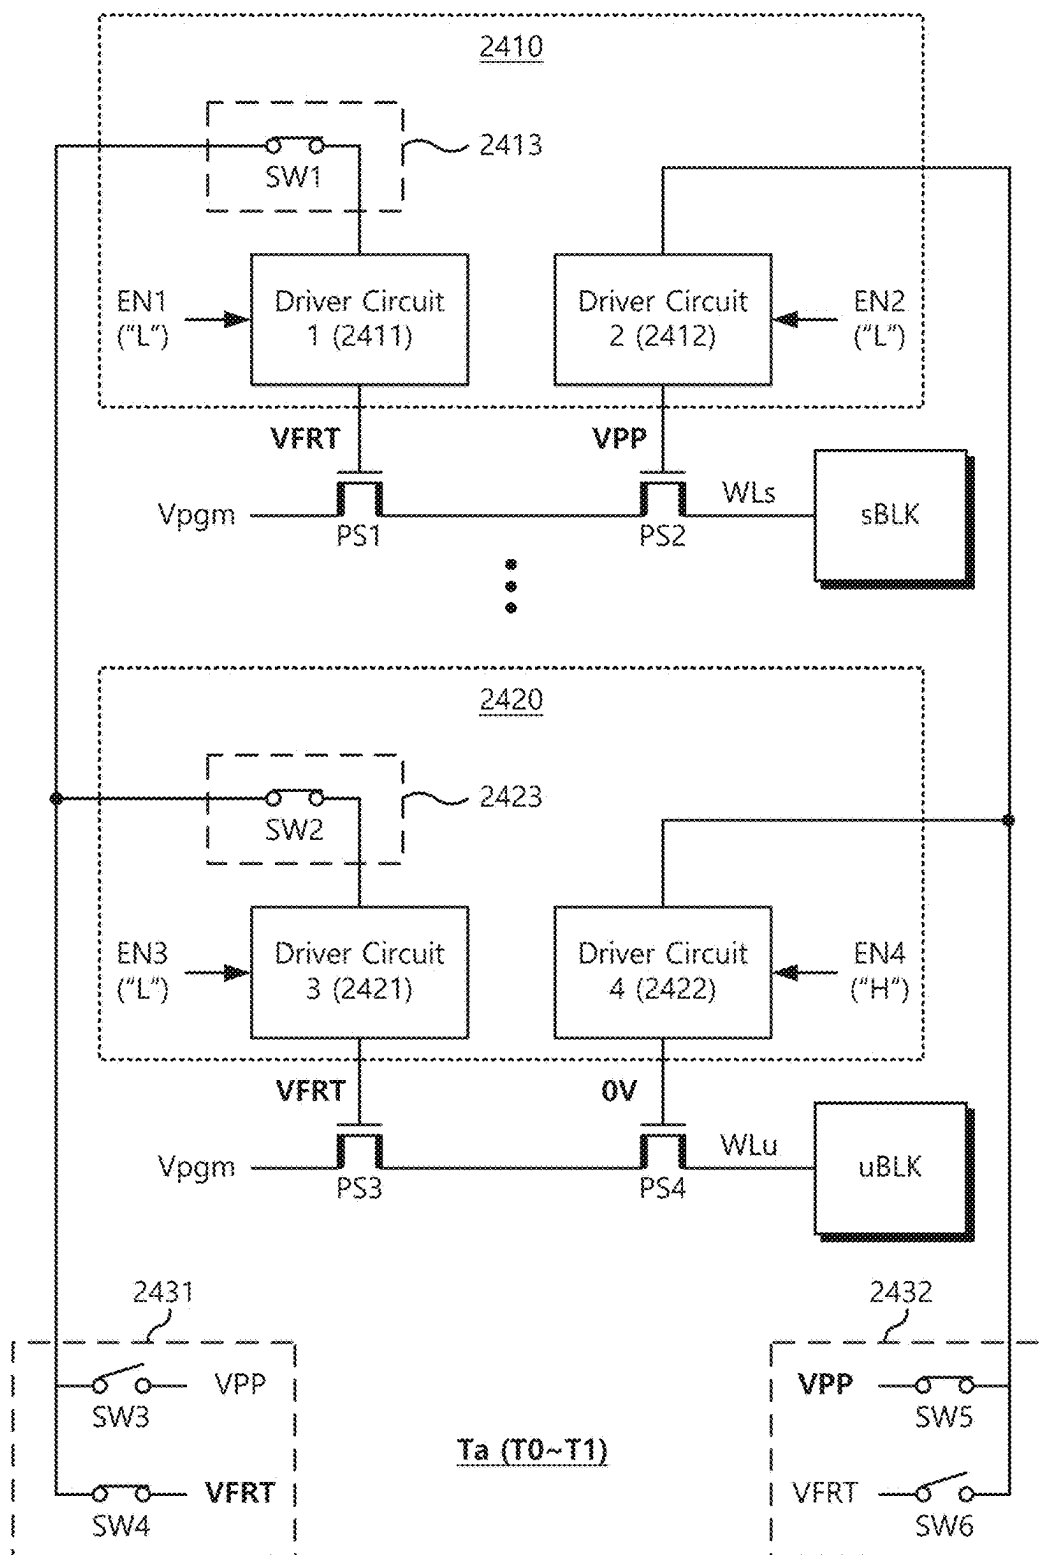 2410
2413
SW1
EN1
("L")
Driver Circuit
1 (2411)
Driver Circuit
2 (2412)
EN2
("L")
VFRT
VPP
Vpgm
PS1
PS2
WLs
sBLK
2420
2423
SW2
EN3
("L")
Driver Circuit
3 (2421)
Driver Circuit
4 (2422)
EN4
("H")
VFRT
0V
Vpgm
PS3
PS4
WLu
uBLK
2431
2432
VPP
SW3
VPP
SW5
Ta (T0~T1)
VFRT
SW4
VFRT
SW6